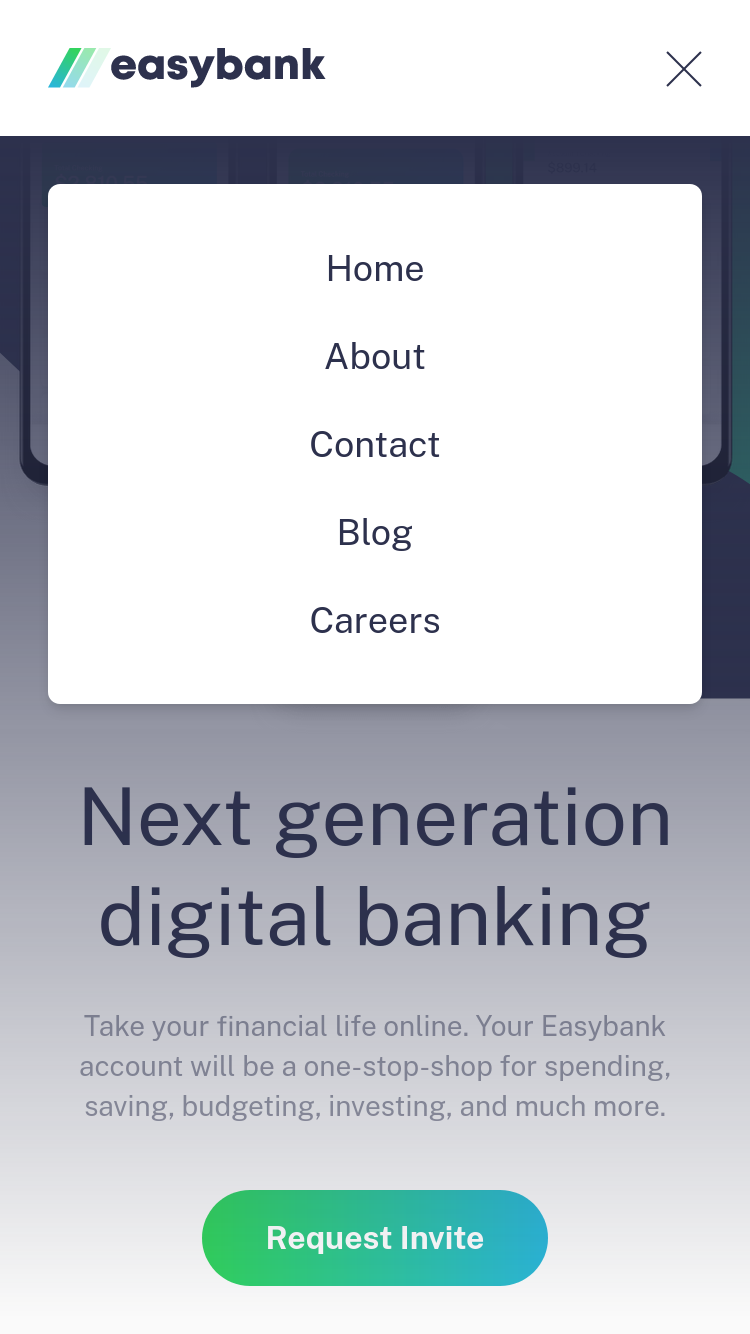 easybank
Home
About
Contact
Blog
Careers
Next generation
digital banking
Take your financial life online. Your Easybank
account will be a one-stop-shop for spending,
saving, budgeting, investing, and much more.
Request Invite